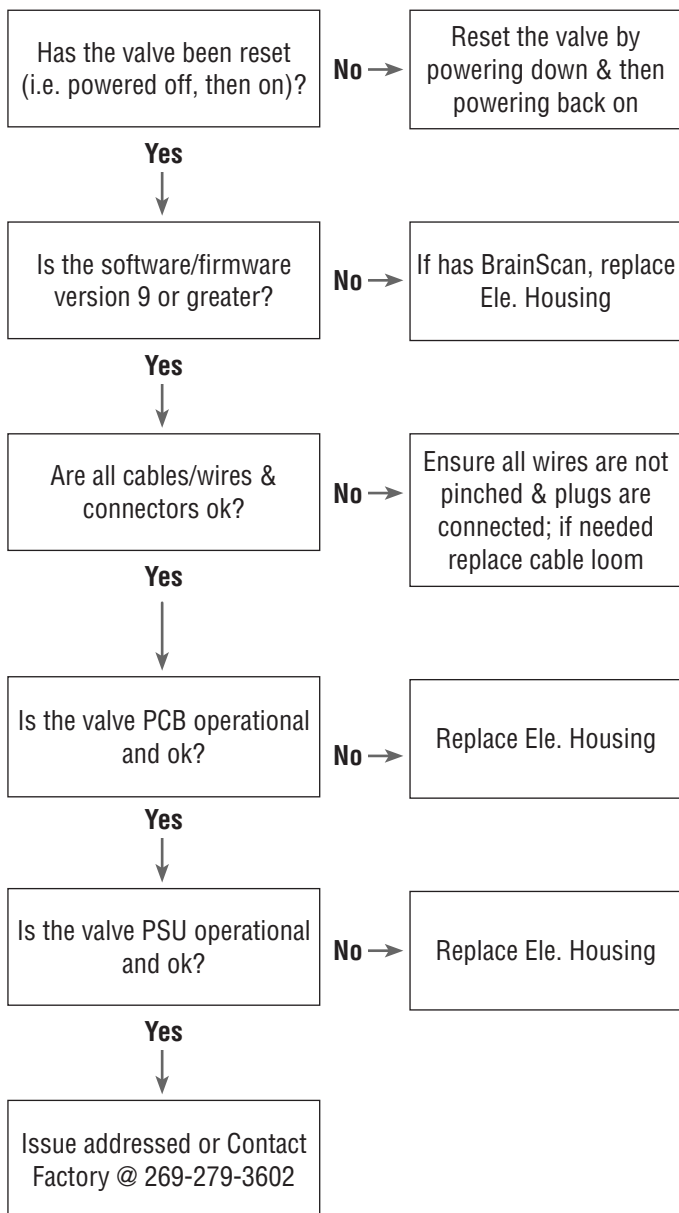 Has the valve been reset
(i.e. powered off, then on)?
No
Reset the valve by
powering down & then
powering back on
Yes
Is the software/firmware
version 9 or greater?
No
If has BrainScan, replace
Ele. Housing
Yes
Are all cables/wires &
connectors ok?
No
Ensure all wires are not
pinched & plugs are
connected; if needed
replace cable loom
Yes
Is the valve PCB operational
and ok?
No
Replace Ele. Housing
Yes
Is the valve PSU operational
and ok?
No
Replace Ele. Housing
Yes
Issue addressed or Contact
Factory @ 269-279-3602